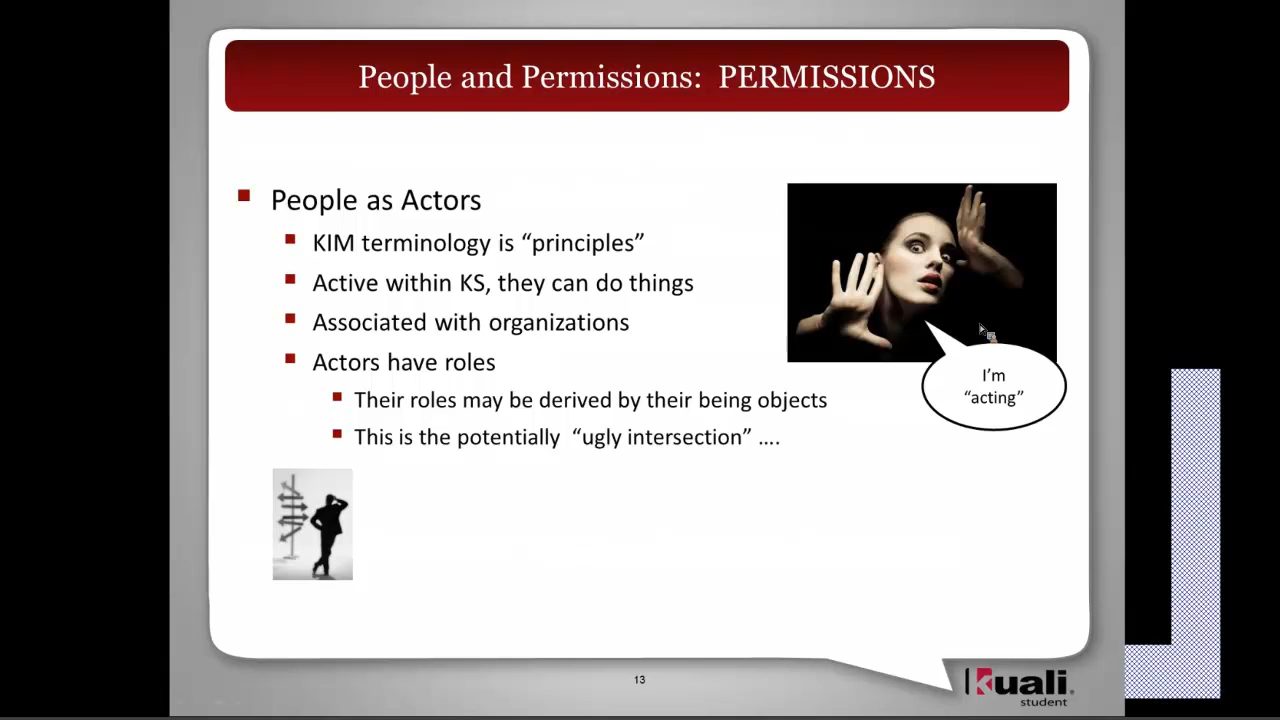 People and Permissions: PERMISSIONS
People as Actors
KIM terminology is “principles”
Active within KS, they can do things
Associated with organizations
Actors have roles
Their roles may be derived by their being objects
This is the potentially “ugly intersection” ....
I’m
“acting”
13
Kuali
student